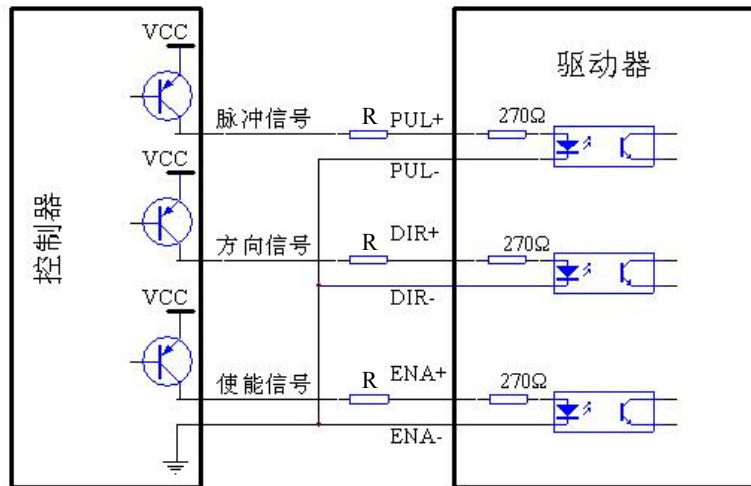 VCC
驱动器
脉冲信号
R
PUL+
270Ω
VCC
PUL-
控制器
方向信号
R
DIR+
270Ω
VCC
DIR-
使能信号
R
ENA+
270Ω
ENA-